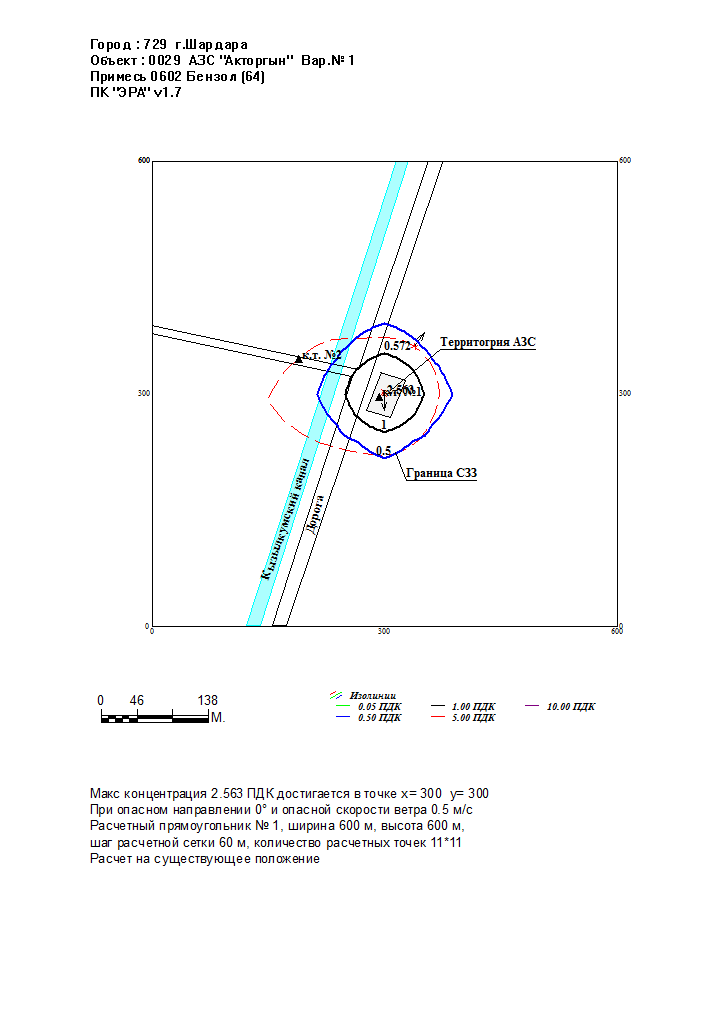 Город : 729 г.Шардара
Объект : 0029 АЗС "Акторгын" Вар.№ 1
Примесь 0602 Бензол (64)
ПК "ЭРА" v1.7
600
600
0.572
Территогрия АЗС
к.т. №2
300
2.563
к.т. №1
300
1
0.5
Граница СЗЗ
Кызылкумский канал
Дорога
0
0
0
300
600
Изолинии
0 46 138
М.
0.05 ПДК 1.00 ПДК 10.00 ПДК
0.50 ПДК 5.00 ПДК
Макс концентрация 2.563 ПДК достигается в точке x= 300 y= 300
При опасном направлении 0° и опасной скорости ветра 0.5 м/с
Расчетный прямоугольник № 1, ширина 600 м, высота 600 м,
шаг расчетной сетки 60 м, количество расчетных точек 11*11
Расчет на существующее положение